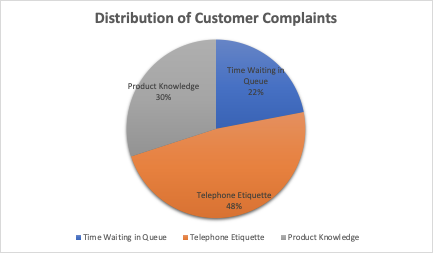 Distribution of Customer Complaints
Time Waiting in
Queue
22%
Product Knowledge
30%
Telephone Etiquette
48%
Time Waiting in Queue
Telephone Etiquette
Product Knowledge